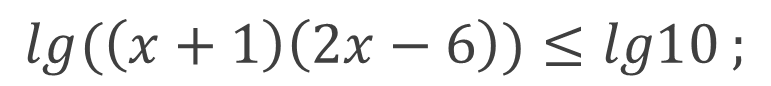 lg((x + 1)(2x − 6)) ≤ lg10 ;